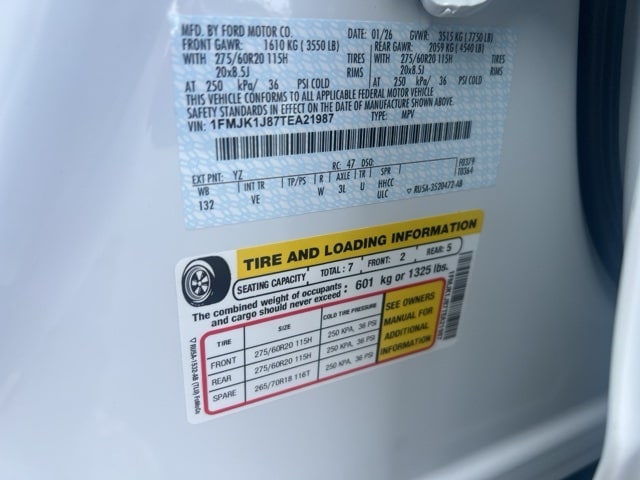 MFD. BY FORD MOTOR CO. 01/26 GVWR: 3515 KG ( 7750 LB)
FRONT GAWR: 1610 KG ( 3550 LB) REAR GAWR: 2059 KG ( 4540 LB)
WITH 275/60R20 115H TIRES WITH 275/60R20 115H TIRES
20x8.5J RIMS 20x8.5J RIMS
AT 250 kPa/ 36 PSI COLD AT 250 kPa/ 36 PSI COLD
THIS VEHICLE CONFORMS TO ALL APPLICABLE FEDERAL MOTOR VEHICLE
SAFETY STANDARDS IN EFFECT ON THE DATE OF MANUFACTURE SHOWN ABOVE.
VIN: 1FMJK1J87TEA21987 TYPE: MPV
EXT PNT: YZ RC: 47 DSO:
WB INT TR TP/PS R AXLE TR SPR
132 VE W 3L U HHCC
ULC ▽ RU5A-3520472-AB
TIRE AND LOADING INFORMATION
SEATING CAPACITY TOTAL: 7 FRONT: 2 REAR: 5
The combined weight of occupants
and cargo should never exceed : 601 kg or 1325 lbs.
TIRE SIZE COLD TIRE PRESSURE
FRONT 275/60R20 115H 250 KPA, 36 PSI
REAR 275/60R20 115H 250 KPA, 36 PSI
SPARE 265/70R18 116T 250 KPA, 36 PSI
SEE OWNERS
MANUAL FOR
ADDITIONAL
INFORMATION